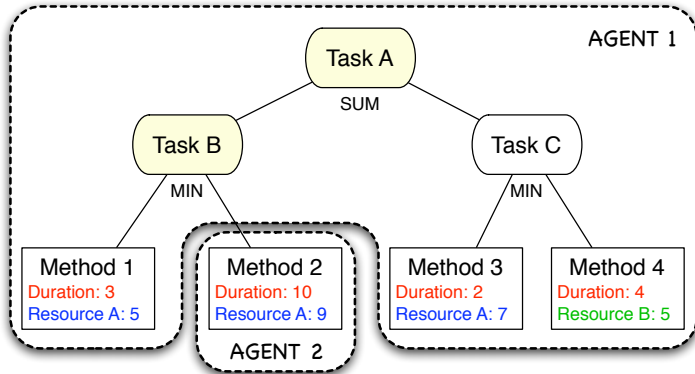 AGENT 1
Task A
SUM
Task B
Task C
MIN
MIN
Method 1
Duration: 3
Resource A: 5
Method 2
Duration: 10
Resource A: 9
Method 3
Duration: 2
Resource A: 7
Method 4
Duration: 4
Resource B: 5
AGENT 2